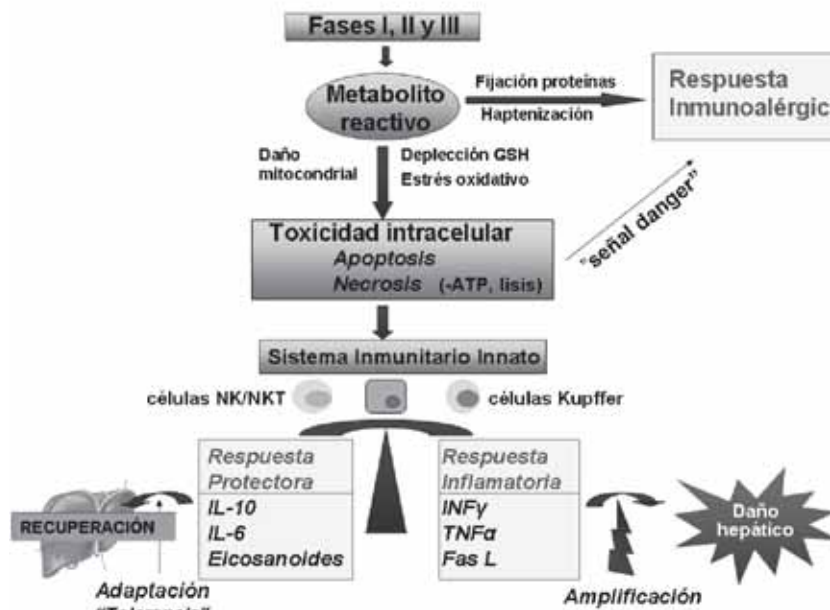 Fases I, II y III
Metabolito
reactivo
Fijación proteínas
Haptenización
Respuesta
Inmunoalérgic
Daño
mitocondrial
Deplección GSH
Estrés oxidativo
"señal danger"
Toxicidad intracelular
Apoptosis
Necrosis (-ATP, lisis)
Sistema Inmunitario Innato
células NK/NKT
células Kupffer
Respuesta
Protectora
IL-10
IL-6
Eicosanoides
Respuesta
Inflamatoria
INFγ
TNFα
Fas L
RECUPERACIÓN
Daño
hepático
Adaptación
Amplificación